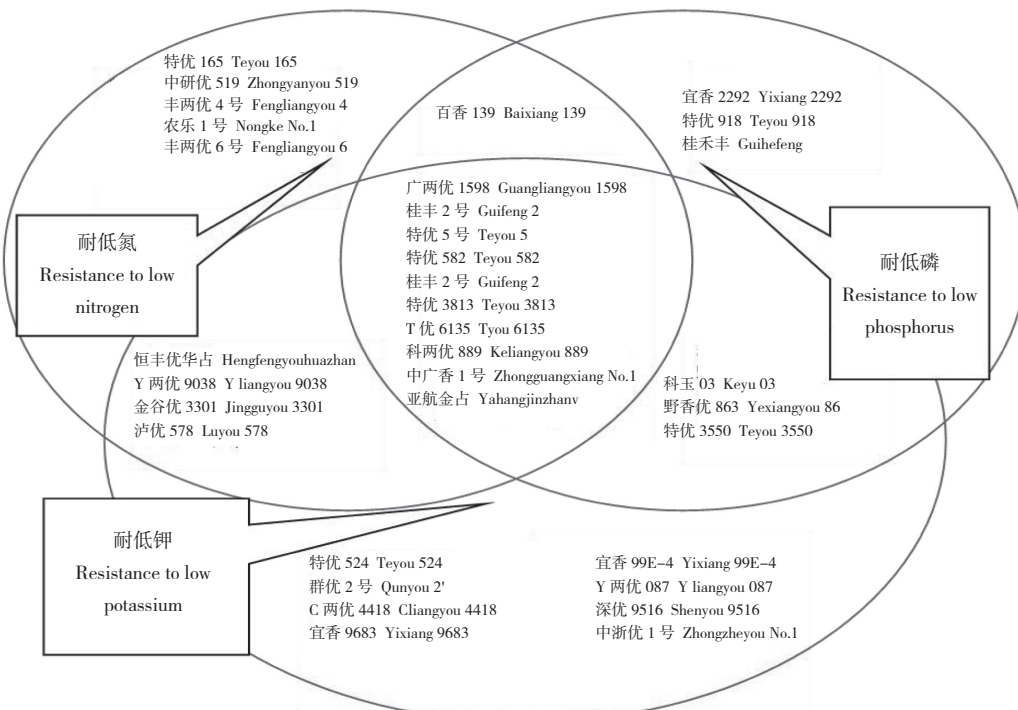 特优 165 Teyou 165
中研优 519 Zhongyanyou 519
丰两优 4 号 Fengliangyou 4
农乐 1 号 Nongke No.1
丰两优 6 号 Fengliangyou 6
百香 139 Baixiang 139
宜香 2292 Yixiang 2292
特优 918 Teyou 918
桂禾丰 Guihefeng
耐低氮
Resistance to low
nitrogen
广两优 1598 Guangliangyou 1598
桂丰 2 号 Guifeng 2
特优 5 号 Teyou 5
特优 582 Teyou 582
桂丰 2 号 Guifeng 2
特优 3813 Teyou 3813
T 优 6135 Tyou 6135
科两优 889 Keliangyou 889
中广香 1 号 Zhongguangxiang No.1
亚航金占 Yahangjinzhanv
耐低磷
Resistance to low
phosphorus
恒丰优华占 Hengfengyouhuazhan
Y 两优 9038 Y liangyou 9038
金谷优 3301 Jingguyou 3301
泸优 578 Luyou 578
科玉 03 Keyu 03
野香优 863 Yexiangyou 86
特优 3550 Teyou 3550
耐低钾
Resistance to low
potassium
特优 524 Teyou 524
群优 2 号 Qunyou 2'
C 两优 4418 Cliangyou 4418
宜香 9683 Yixiang 9683
宜香 99E-4 Yixiang 99E-4
Y 两优 087 Y liangyou 087
深优 9516 Shenyou 9516
中浙优 1 号 Zhongzheyou No.1